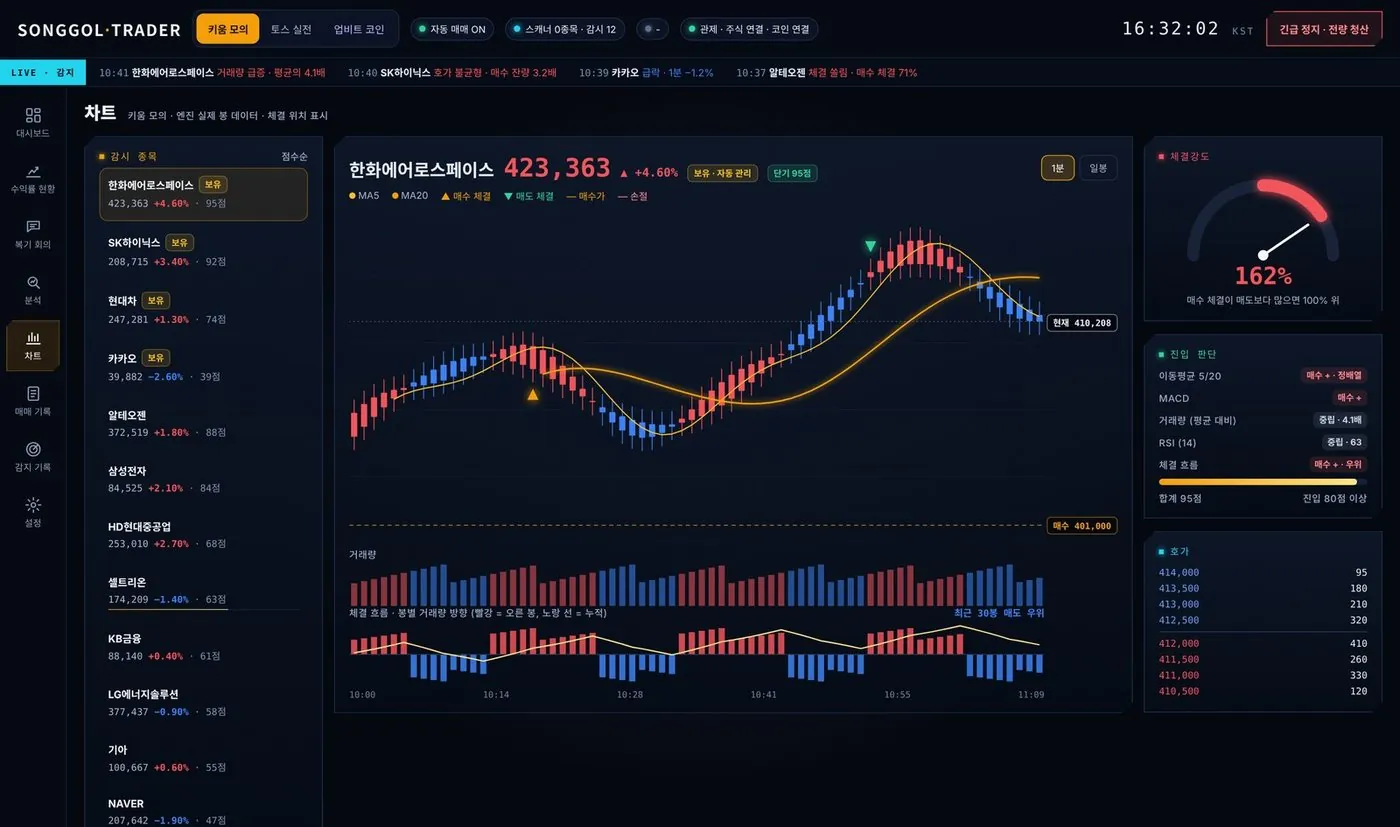 SONGGOL·TRADER 키움 모의 토스 실전 업비트 코인 자동 매매 ON 스캐너 0종목 · 감시 12 - 관제 · 주식 연결 · 코인 연결 16:32:02 KST 긴급 정지 · 전량 청산
LIVE · 감지 10:41 한화에어로스페이스 거래량 급증 · 평균의 4.1배 10:40 SK하이닉스 호가 불균형 · 매수 잔량 3.2배 10:39 카카오 급락 · 1분 −1.2% 10:37 알테오젠 체결 쏠림 · 매수 체결 71%
대시보드
수익률 현황
복기 회의
분석
차트
매매 기록
감지 기록
설정
차트 키움 모의 · 엔진 실제 봉 데이터 · 체결 위치 표시
감시 종목 점수순
한화에어로스페이스 보유
423,363 +4.60% · 95점
SK하이닉스 보유
208,715 +3.40% · 92점
현대차 보유
247,281 +1.30% · 74점
카카오 보유
39,882 −2.60% · 39점
알테오젠
372,519 +1.80% · 88점
삼성전자
84,525 +2.10% · 84점
HD현대중공업
253,010 +2.70% · 68점
셀트리온
174,209 −1.40% · 63점
KB금융
88,140 +0.40% · 61점
LG에너지솔루션
377,437 −0.90% · 58점
기아
100,667 +0.60% · 55점
NAVER
207,642 −1.90% · 47점
한화에어로스페이스 423,363 ▲ +4.60% 보유 · 자동 관리 단기 95점 1분 일봉
MA5 MA20 ▲ 매수 체결 ▼ 매도 체결 — 매수가 — 손절
현재 410,208
매수 401,000
거래량
체결 흐름 · 봉별 거래량 방향 (빨강 = 오른 봉, 노랑 선 = 누적) 최근 30봉 매도 우위
10:00 10:14 10:28 10:41 10:55 11:09
체결강도
162%
매수 체결이 매도보다 많으면 100% 위
진입 판단
이동평균 5/20 매수 + · 정배열
MACD 매수 +
거래량 (평균 대비) 중립 · 4.1배
RSI (14) 중립 · 63
체결 흐름 매수 + · 우위
합계 95점 진입 80점 이상
호가
414,000 95
413,500 180
413,000 210
412,500 320
412,000 410
411,500 260
411,000 330
410,500 120